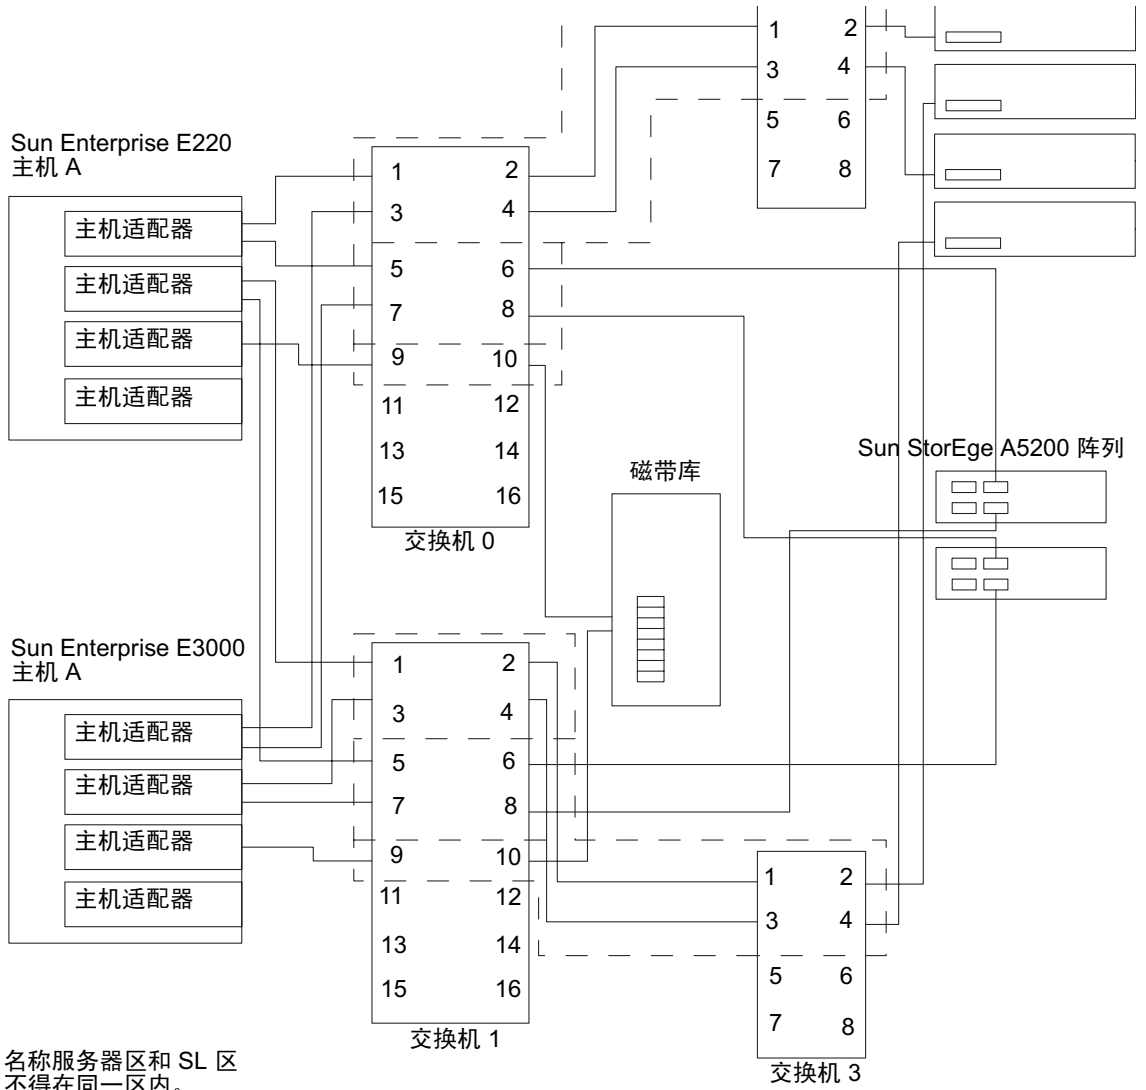 1 2
3 4
5 6
7 8
Sun Enterprise E220
主机 A
主机适配器
主机适配器
主机适配器
主机适配器
1 2
3 4
5 6
7 8
9 10
11 12
13 14
15 16
交换机 0
磁带库
Sun StorEge A5200 阵列
Sun Enterprise E3000
主机 A
主机适配器
主机适配器
主机适配器
主机适配器
1 2
3 4
5 6
7 8
9 10
11 12
13 14
15 16
交换机 1
1 2
3 4
5 6
7 8
交换机 3
名称服务器区和 SL 区
不得在同一区内。